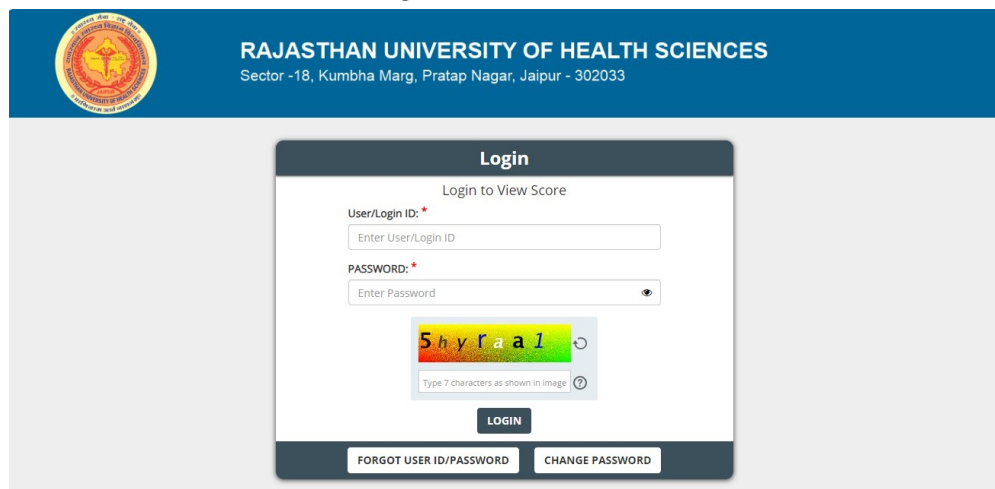 RAJASTHAN UNIVERSITY OF HEALTH SCIENCES
Sector -18, Kumbha Marg, Pratap Nagar, Jaipur - 302033
Login
Login to View Score
User/Login ID: *
Enter User/Login ID
PASSWORD: *
Enter Password
5hyraa1
Type 7 characters as shown in image
LOGIN
FORGOT USER ID/PASSWORD CHANGE PASSWORD